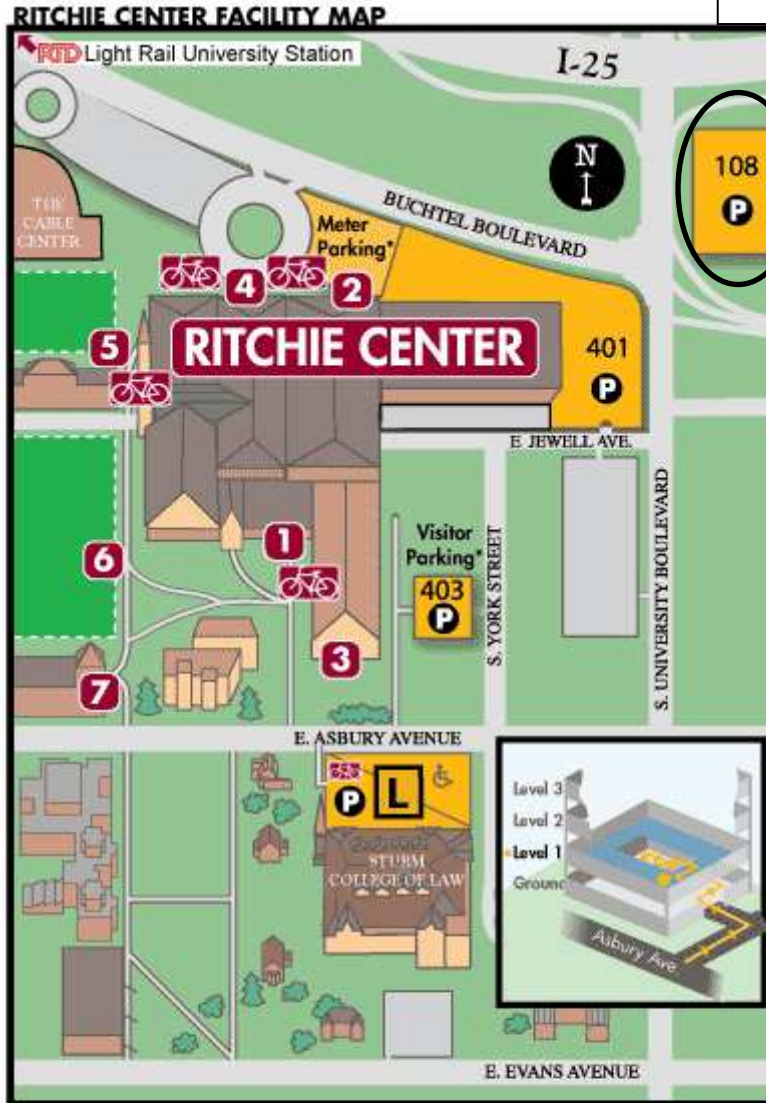 RITCHIE CENTER FACILITY MAP
RTD Light Rail University Station
I-25
N
108
P
THE
CABLE
CENTER
BUCHTEL BOULEVARD
Meter
Parking*
4
2
5
RITCHIE CENTER
401
P
E. JEWELL AVE.
1
Visitor
Parking*
403
P
6
S. YORK STREET
S. UNIVERSITY BOULEVARD
3
7
E. ASBURY AVENUE
P
L
STURM
COLLEGE OF LAW
Level 3
Level 2
Level 1
Ground
Asbury Ave.
E. EVANS AVENUE